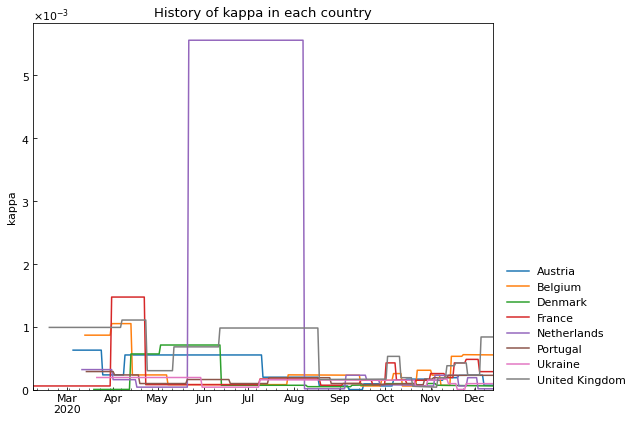 History of kappa in each country
×10⁻³
5
4
3
2
1
0
kappa
Mar Apr May Jun Jul Aug Sep Oct Nov Dec
2020
Austria
Belgium
Denmark
France
Netherlands
Portugal
Ukraine
United Kingdom